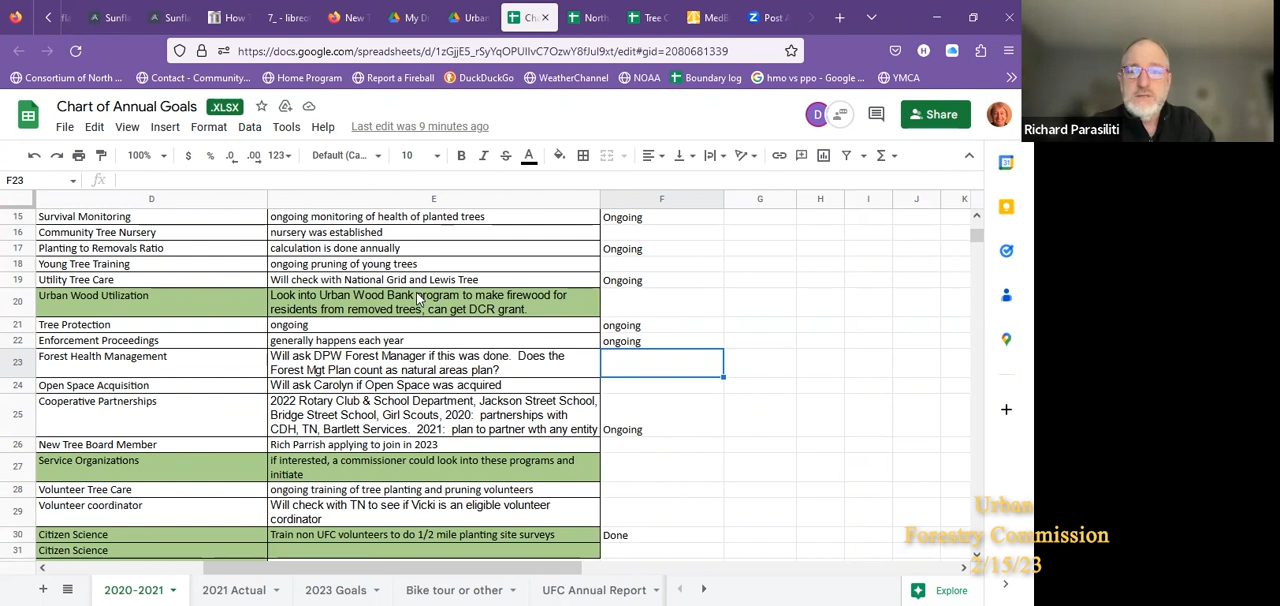 Sunfla
Sunfla
How
7_ - libreot
New T
My D
Urban
Cha
North
Tree C
MedB
Post A
https://docs.google.com/spreadsheets/d/1zGjjE5_rSyYqOPUIIvC7OzwY8fJul9xt/edit#gid=2080681339
Consortium of North ...
Contact - Community...
Home Program
Report a Fireball
DuckDuckGo
WeatherChannel
NOAA
Boundary log
hmo vs ppo - Google ...
YMCA
Chart of Annual Goals
.XLSX
File Edit View Insert Format Data Tools Help
Last edit was 9 minutes ago
D
Share
Richard Parasiliti
100%
$ % .0 .00 123
Default (Ca...
10
B I S A
F23
fx
D E F G H I J K
15 Survival Monitoring ongoing monitoring of health of planted trees Ongoing
16 Community Tree Nursery nursery was established
17 Planting to Removals Ratio calculation is done annually Ongoing
18 Young Tree Training ongoing pruning of young trees
19 Utility Tree Care Will check with National Grid and Lewis Tree Ongoing
20 Urban Wood Utilization Look into Urban Wood Bank program to make firewood for
residents from removed trees; can get DCR grant.
21 Tree Protection ongoing ongoing
22 Enforcement Proceedings generally happens each year ongoing
23 Forest Health Management Will ask DPW Forest Manager if this was done. Does the
Forest Mgt Plan count as natural areas plan?
24 Open Space Acquisition Will ask Carolyn if Open Space was acquired
25 Cooperative Partnerships 2022 Rotary Club & School Department, Jackson Street School,
Bridge Street School, Girl Scouts, 2020: partnerships with
CDH, TN, Bartlett Services. 2021: plan to partner wth any entity Ongoing
26 New Tree Board Member Rich Parrish applying to join in 2023
27 Service Organizations if interested, a commissioner could look into these programs and
initiate
28 Volunteer Tree Care ongoing training of tree planting and pruning volunteers
29 Volunteer coordinator Will check with TN to see if Vicki is an eligible volunteer
cordinator
30 Citizen Science Train non UFC volunteers to do 1/2 mile planting site surveys Done
31 Citizen Science
Urban
Forestry Commission
2/15/23
2020-2021
2021 Actual
2023 Goals
Bike tour or other
UFC Annual Report
Explore